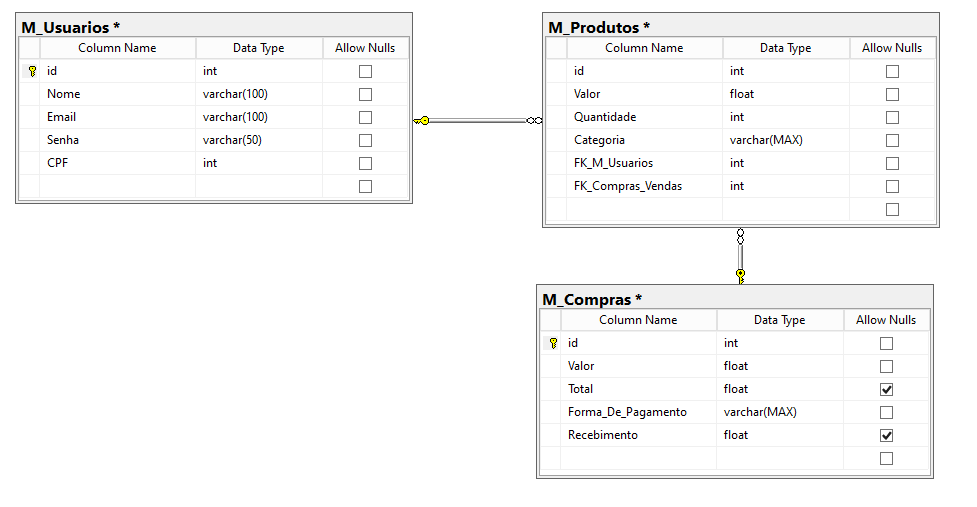 M_Usuarios *
Column Name Data Type Allow Nulls
id int
Nome varchar(100)
Email varchar(100)
Senha varchar(50)
CPF int
M_Produtos *
Column Name Data Type Allow Nulls
id int
Valor float
Quantidade int
Categoria varchar(MAX)
FK_M_Usuarios int
FK_Compras_Vendas int
M_Compras *
Column Name Data Type Allow Nulls
id int
Valor float
Total float
Forma_De_Pagamento varchar(MAX)
Recebimento float